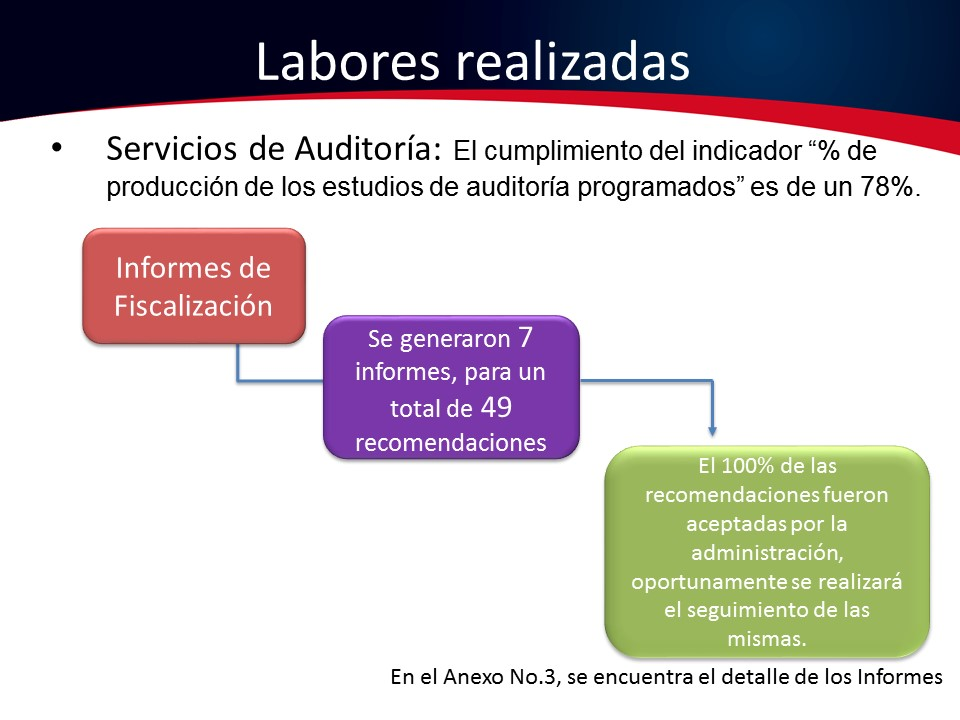 Labores realizadas
• Servicios de Auditoría: El cumplimiento del indicador “% de
producción de los estudios de auditoría programados” es de un 78%.
Informes de
Fiscalización
Se generaron 7
informes, para un
total de 49
recomendaciones
El 100% de las
recomendaciones fueron
aceptadas por la
administración,
oportunamente se realizará
el seguimiento de las
mismas.
En el Anexo No.3, se encuentra el detalle de los Informes